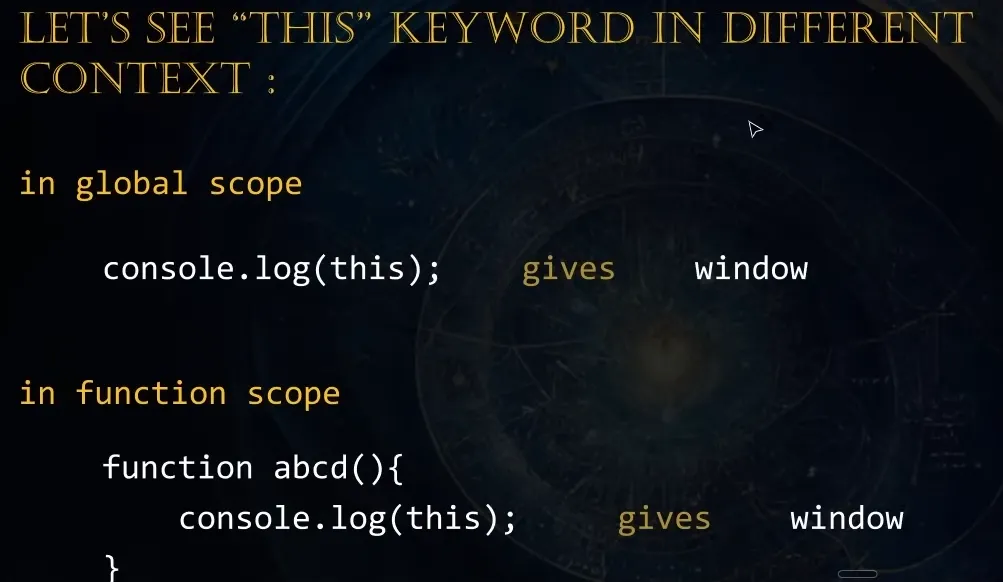 LET’S SEE “THIS” KEYWORD IN DIFFERENT
CONTEXT :
in global scope
console.log(this); gives window
in function scope
function abcd(){
console.log(this); gives window
}